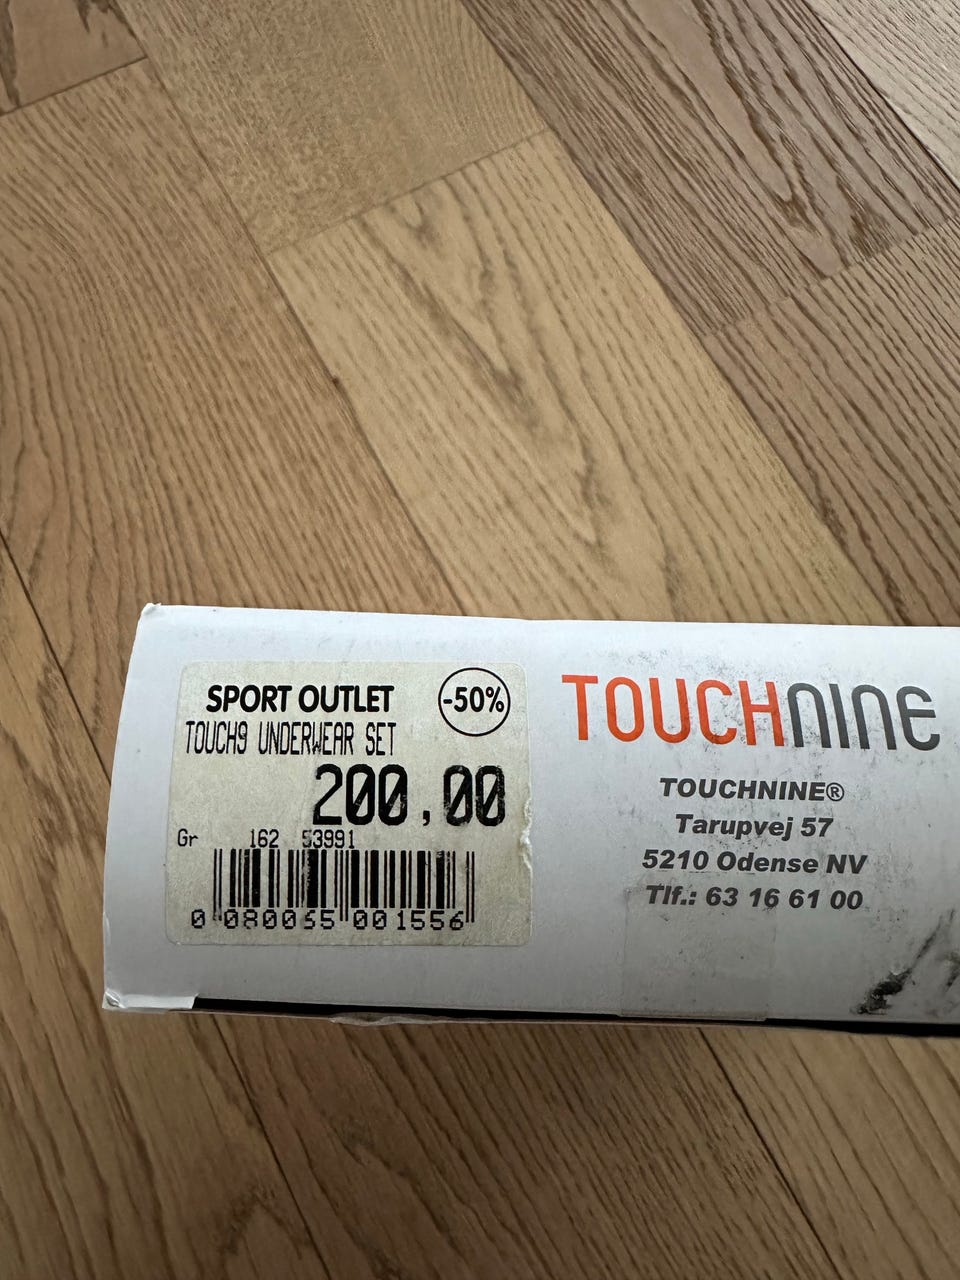 SPORT OUTLET -50%
TOUCH9 UNDERWEAR SET
200,00
Gr 162 53991
0 080065 001556
TOUCHNINE
TOUCHNINE®
Tarupvej 57
5210 Odense NV
Tlf.: 63 16 61 00